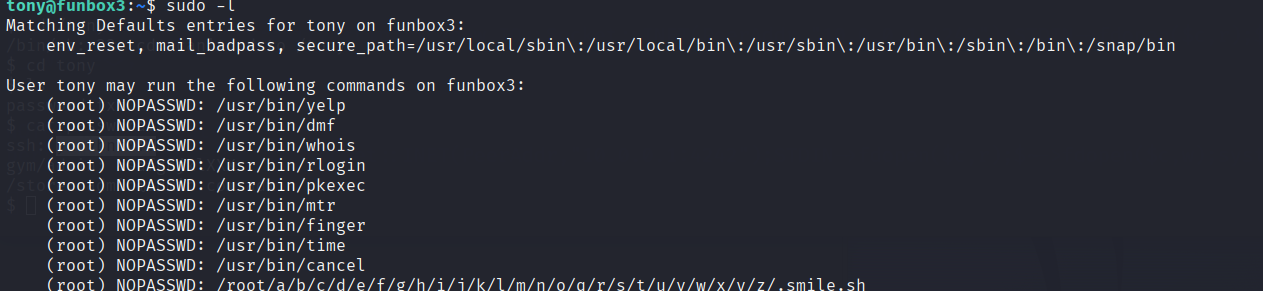 tony@funbox3:~$ sudo -l
Matching Defaults entries for tony on funbox3:
    env_reset, mail_badpass, secure_path=/usr/local/sbin\:/usr/local/bin\:/usr/sbin\:/usr/bin\:/sbin\:/bin\:/snap/bin
$ cd tony
User tony may run the following commands on funbox3:
    (root) NOPASSWD: /usr/bin/yelp
    (root) NOPASSWD: /usr/bin/dmf
    (root) NOPASSWD: /usr/bin/whois
    (root) NOPASSWD: /usr/bin/rlogin
    (root) NOPASSWD: /usr/bin/pkexec
    (root) NOPASSWD: /usr/bin/mtr
    (root) NOPASSWD: /usr/bin/finger
    (root) NOPASSWD: /usr/bin/time
    (root) NOPASSWD: /usr/bin/cancel
    (root) NOPASSWD: /root/a/b/c/d/e/f/g/h/i/j/k/l/m/n/o/q/r/s/t/u/v/w/x/y/z/.smile.sh